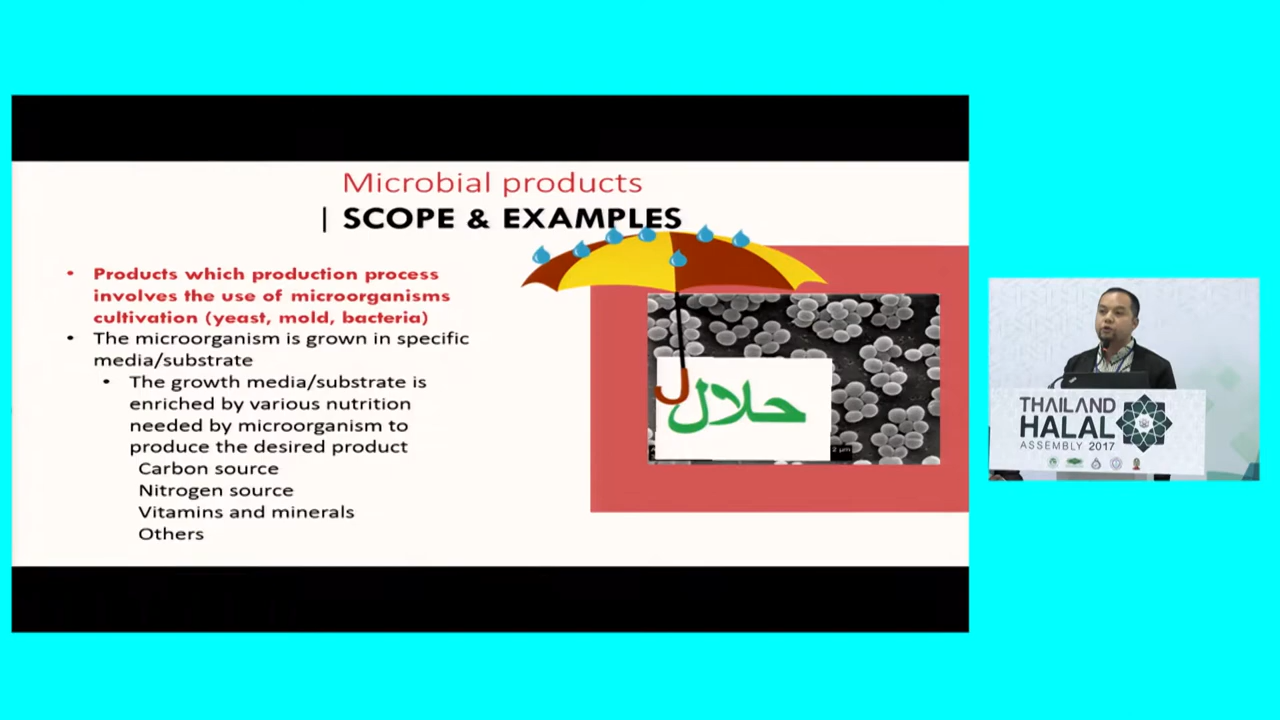 Microbial products
| SCOPE & EXAMPLES
• Products which production process
involves the use of microorganisms
cultivation (yeast, mold, bacteria)
• The microorganism is grown in specific
media/substrate
• The growth media/substrate is
enriched by various nutrition
needed by microorganism to
produce the desired product
Carbon source
Nitrogen source
Vitamins and minerals
Others
حلال
2 µm
THAILAND
HALAL
ASSEMBLY 2017